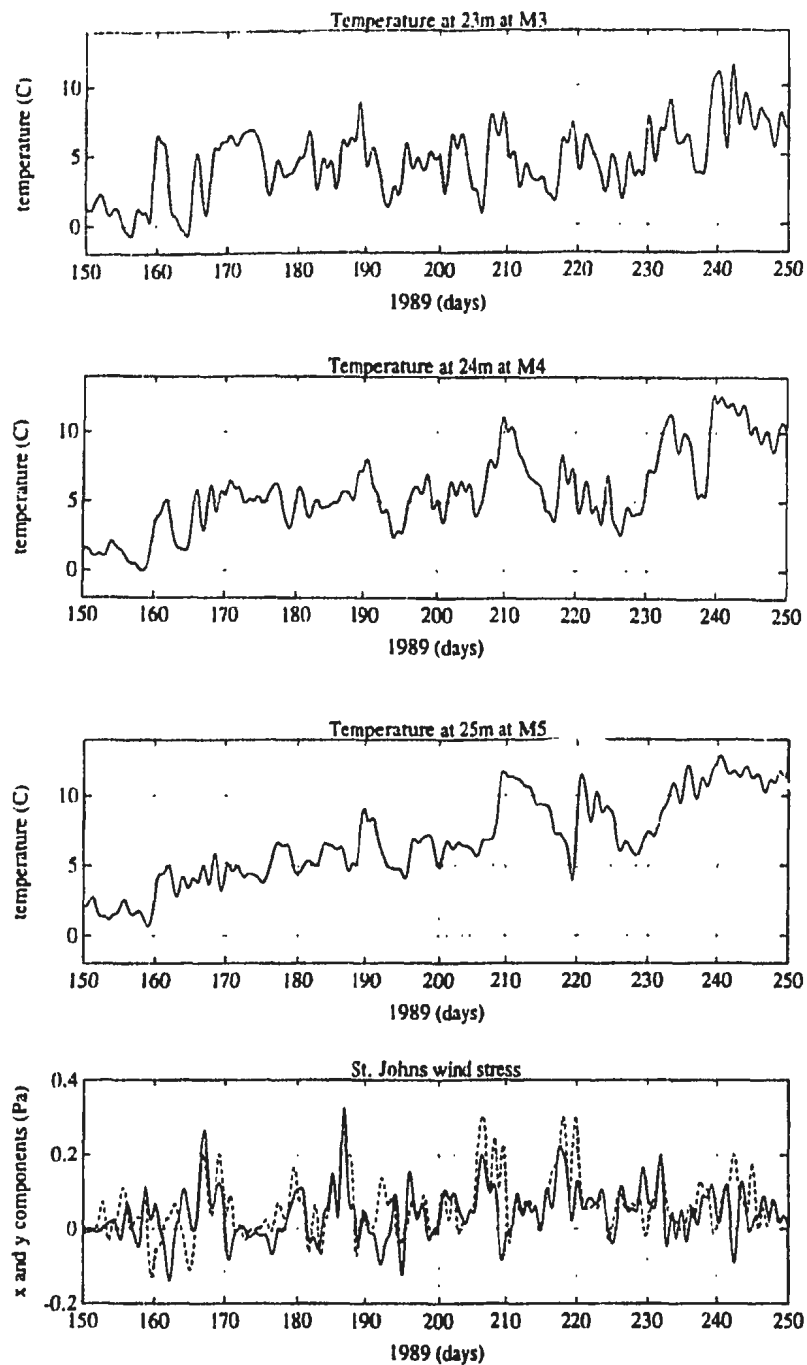 Temperature at 23m at M3
temperature (C)
10
5
0
150 160 170 180 190 200 210 220 230 240 250
1989 (days)
Temperature at 24m at M4
temperature (C)
10
5
0
150 160 170 180 190 200 210 220 230 240 250
1989 (days)
Temperature at 25m at M5
temperature (C)
10
5
0
150 160 170 180 190 200 210 220 230 240 250
1989 (days)
St. Johns wind stress
x and y components (Pa)
0.4
0.2
0
-0.2
150 160 170 180 190 200 210 220 230 240 250
1989 (days)